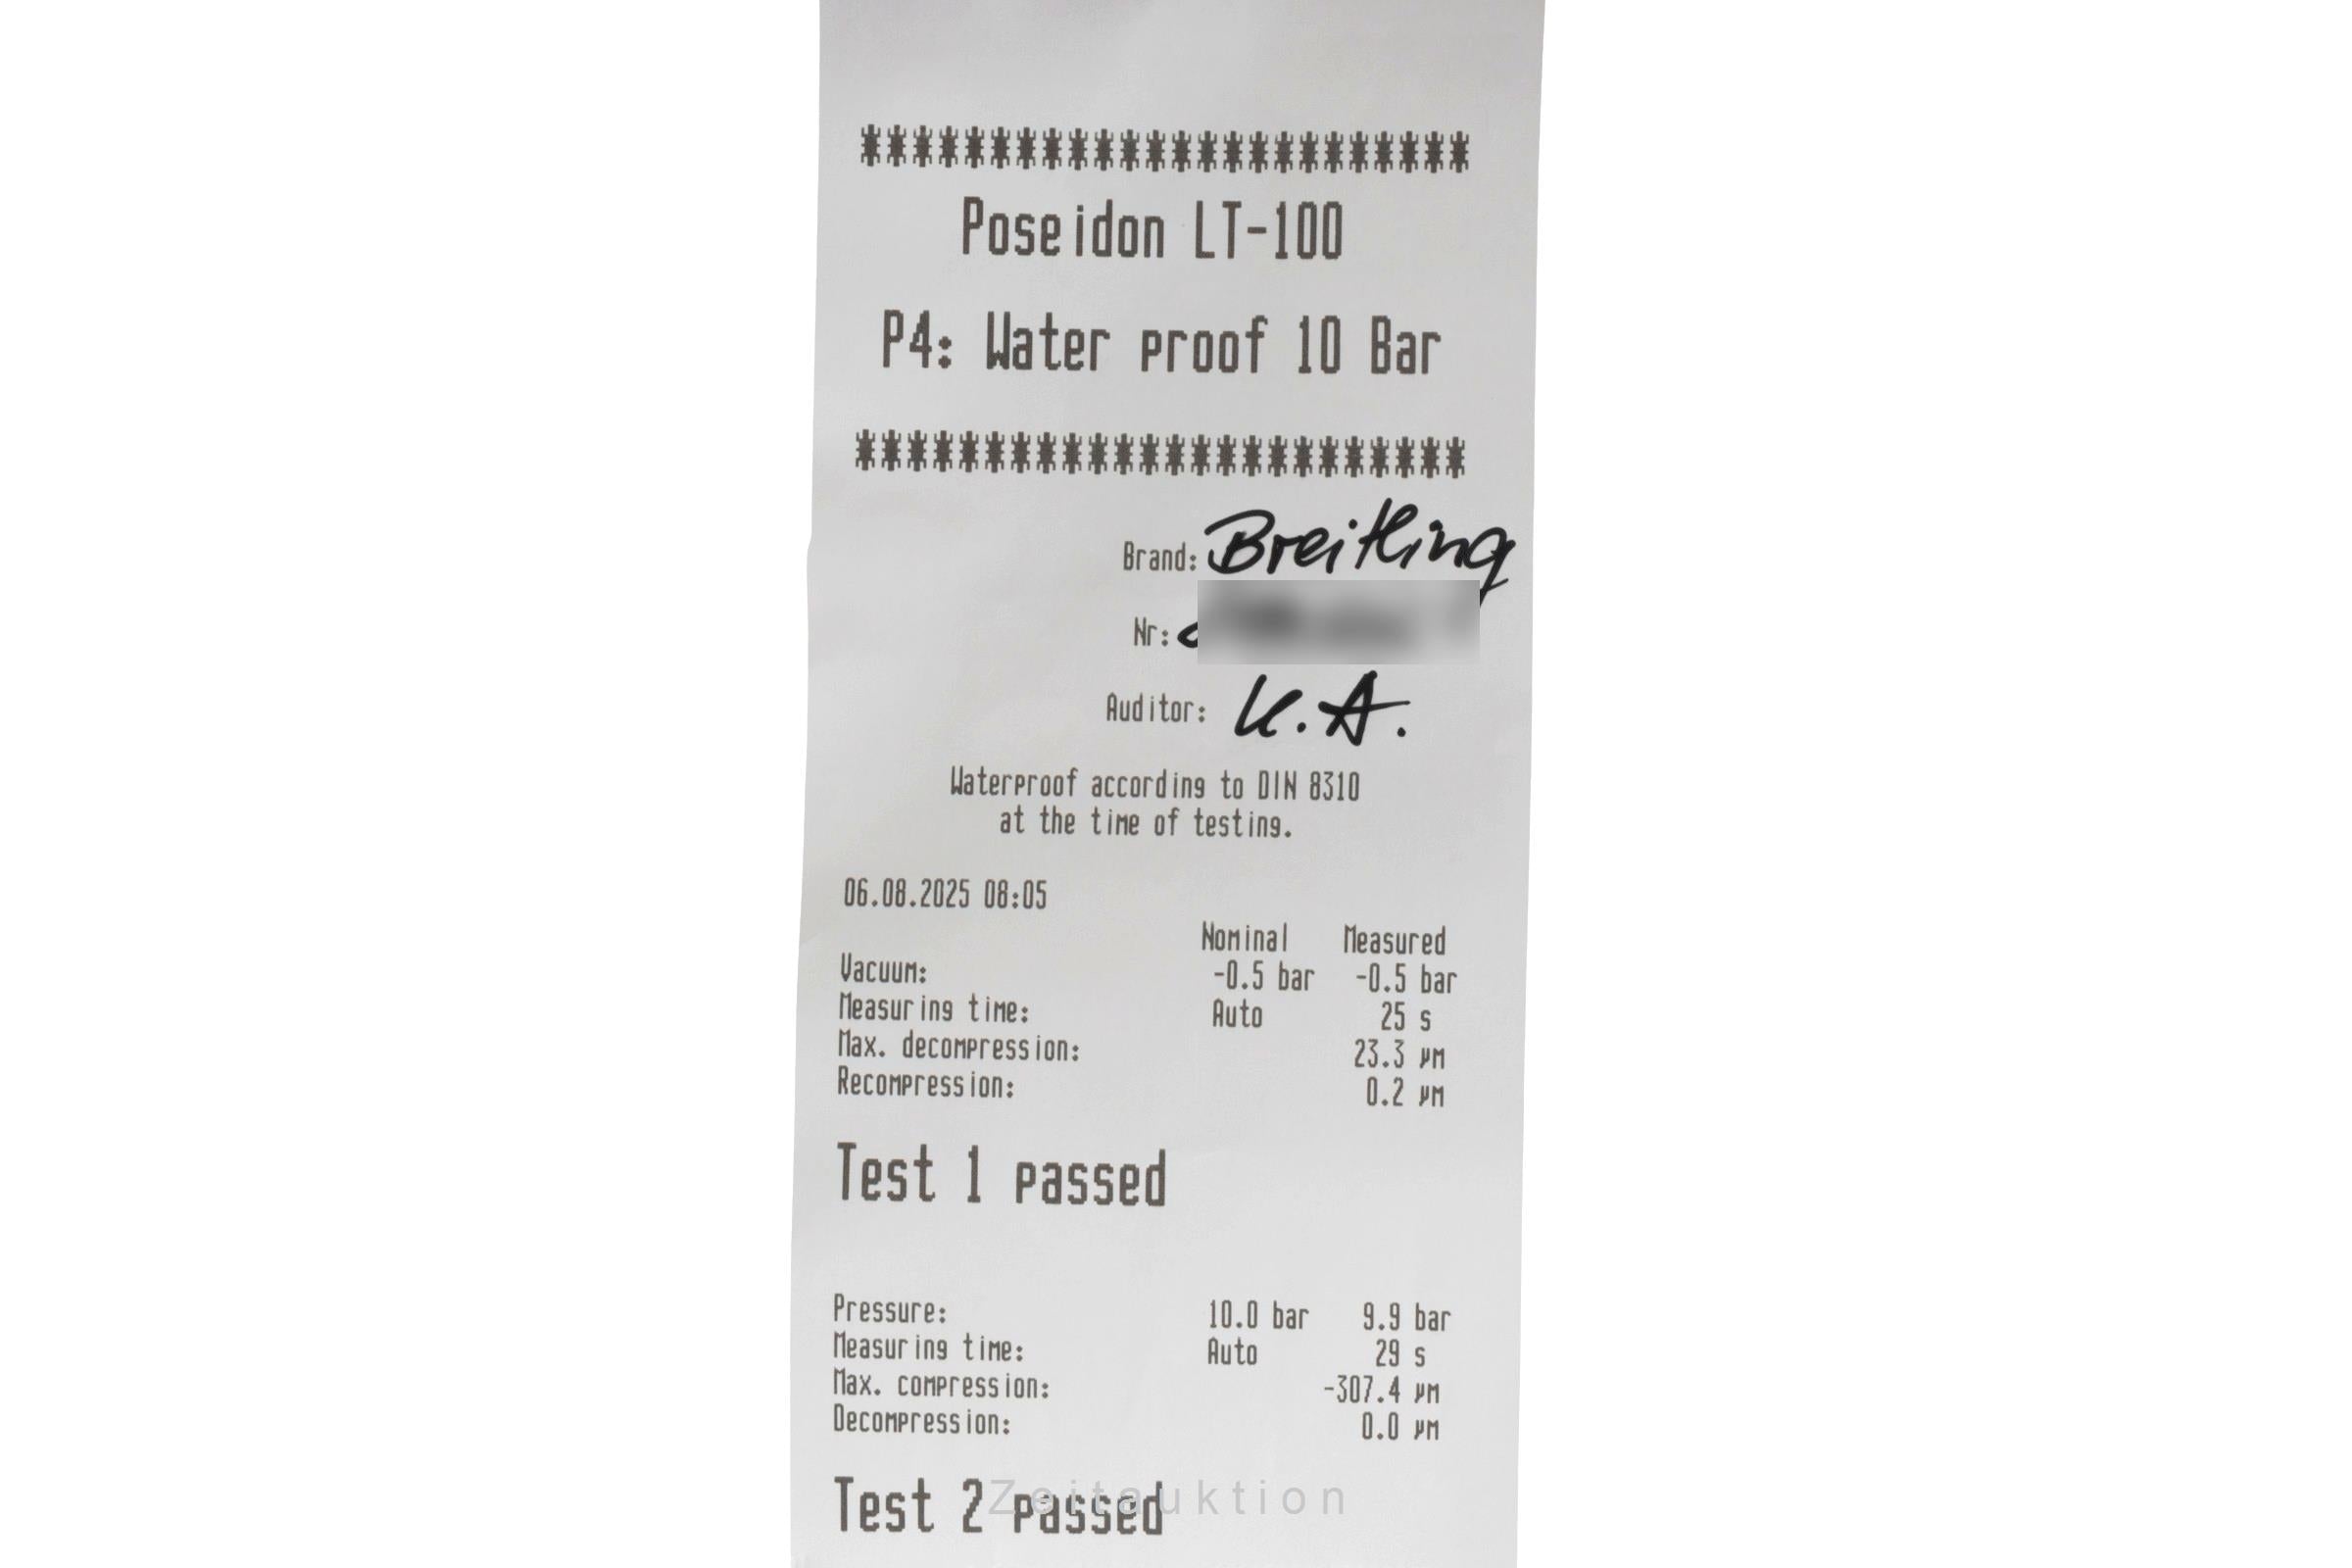 ************************
Poseidon LT-100
P4: Water proof 10 Bar
************************
Brand: Breitling
Nr:
Auditor: K.A.
Waterproof according to DIN 8310
at the time of testing.
06.08.2025 08:05
Nominal Measured
Vacuum: -0.5 bar -0.5 bar
Measuring time: Auto 25 s
Max. decompression: 23.3 µm
Recompression: 0.2 µm
Test 1 passed
Pressure: 10.0 bar 9.9 bar
Measuring time: Auto 29 s
Max. compression: -307.4 µm
Decompression: 0.0 µm
Test 2 passed
Zeitauktion